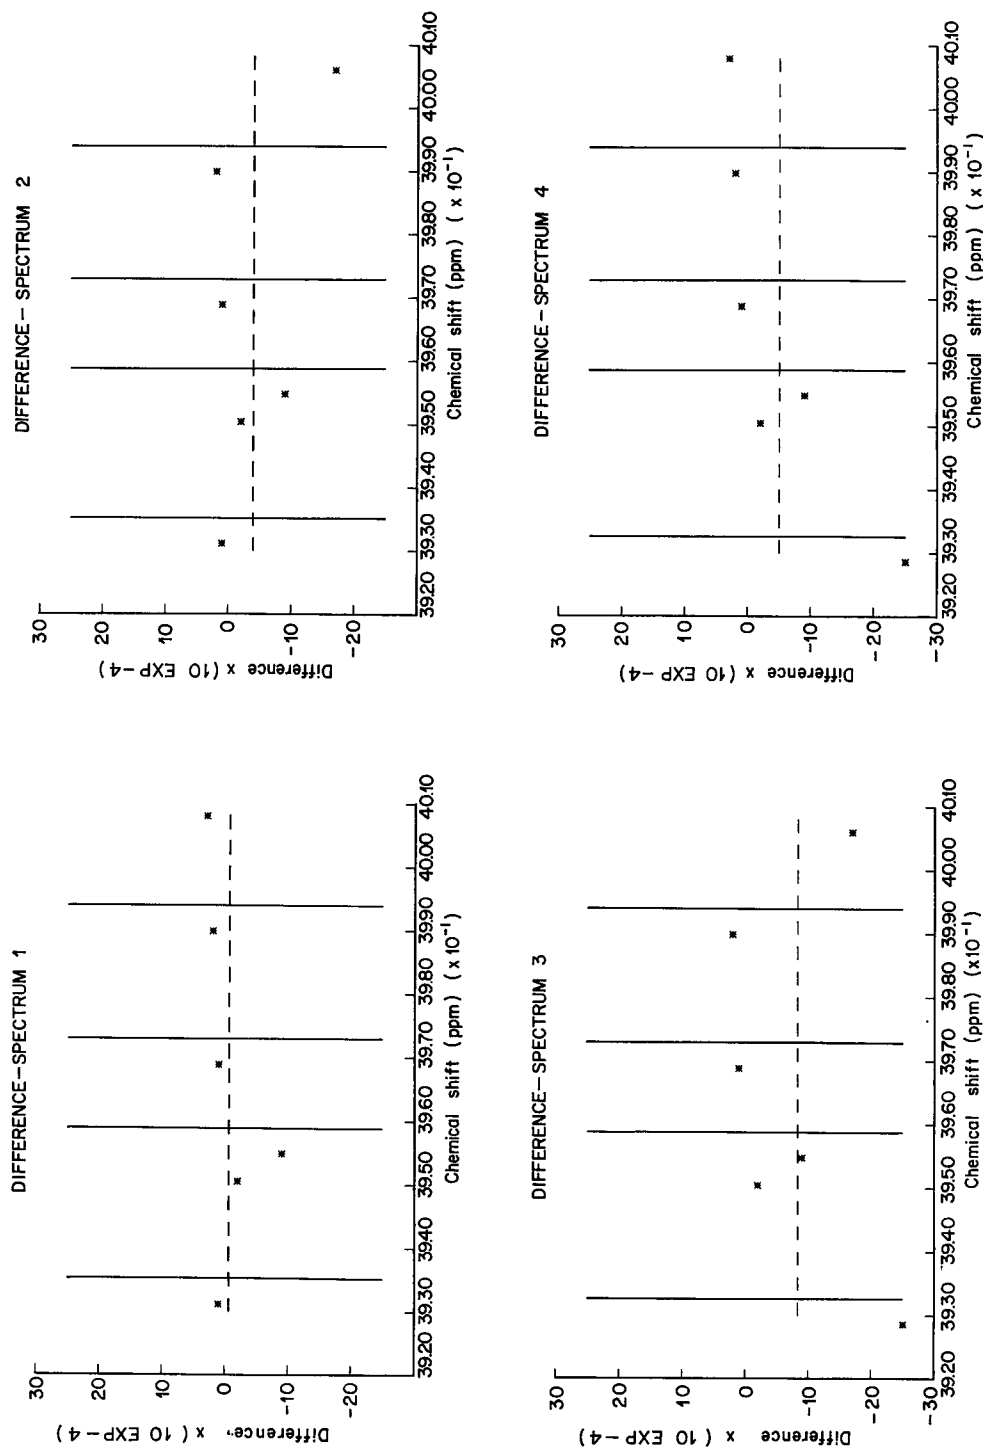 DIFFERENCE-SPECTRUM 1
30
20
10
0
-10
-20
Difference, x (10 EXP-4)
39.20 39.30 39.40 39.50 39.60 39.70 39.80 39.90 40.00 40.10
Chemical shift (ppm) (x10⁻¹)
DIFFERENCE-SPECTRUM 2
30
20
10
0
-10
-20
Difference x (10 EXP-4)
39.20 39.30 39.40 39.50 39.60 39.70 39.80 39.90 40.00 40.10
Chemical shift (ppm) (x 10⁻¹)
DIFFERENCE-SPECTRUM 3
30
20
10
0
-10
-20
-30
Difference x (10 EXP-4)
39.20 39.30 39.40 39.50 39.60 39.70 39.80 39.90 40.00 40.10
Chemical shift (ppm) (x10⁻¹)
DIFFERENCE-SPECTRUM 4
30
20
10
0
-10
-20
-30
Difference x (10 EXP-4)
39.20 39.30 39.40 39.50 39.60 39.70 39.80 39.90 40.00 40.10
Chemical shift (ppm) (x 10⁻¹)